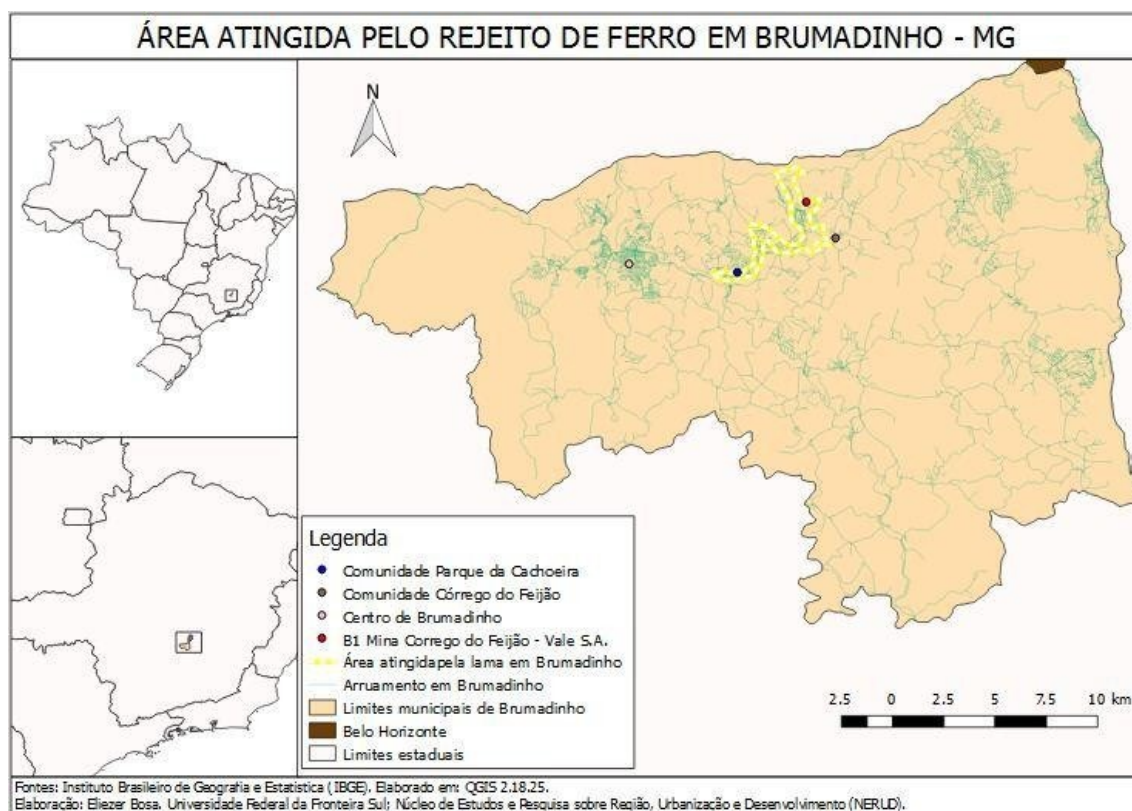 ÁREA ATINGIDA PELO REJEITO DE FERRO EM BRUMADINHO - MG
N
Legenda
Comunidade Parque da Cachoeira
Comunidade Córrego do Feijão
Centro de Brumadinho
B1 Mina Corrego do Feijão - Vale S.A.
Área atingidapela lama em Brumadinho
Arruamento em Brumadinho
Limites municipais de Brumadinho
Belo Horizonte
Limites estaduais
2.5 0 2.5 5 7.5 10 km
Fontes: Instituto Brasileiro de Geografia e Estatística (IBGE). Elaborado em: QGIS 2.18.25.
Elaboração: Eliezer Bosa. Universidade Federal da Fronteira Sul; Núcleo de Estudos e Pesquisa sobre Região, Urbanização e Desenvolvimento (NERUD).